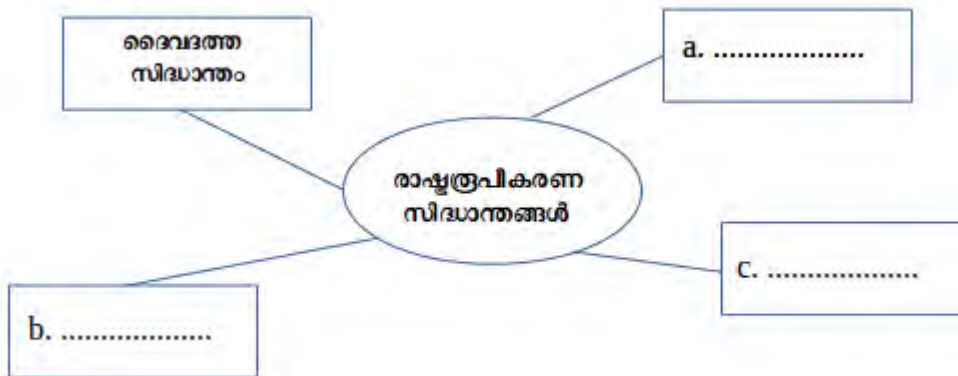 ദൈവദത്ത
സിദ്ധാന്തം
a. ...................
രാഷ്ട്രരൂപീകരണ
സിദ്ധാന്തങ്ങൾ
c. ...................
b. ...................